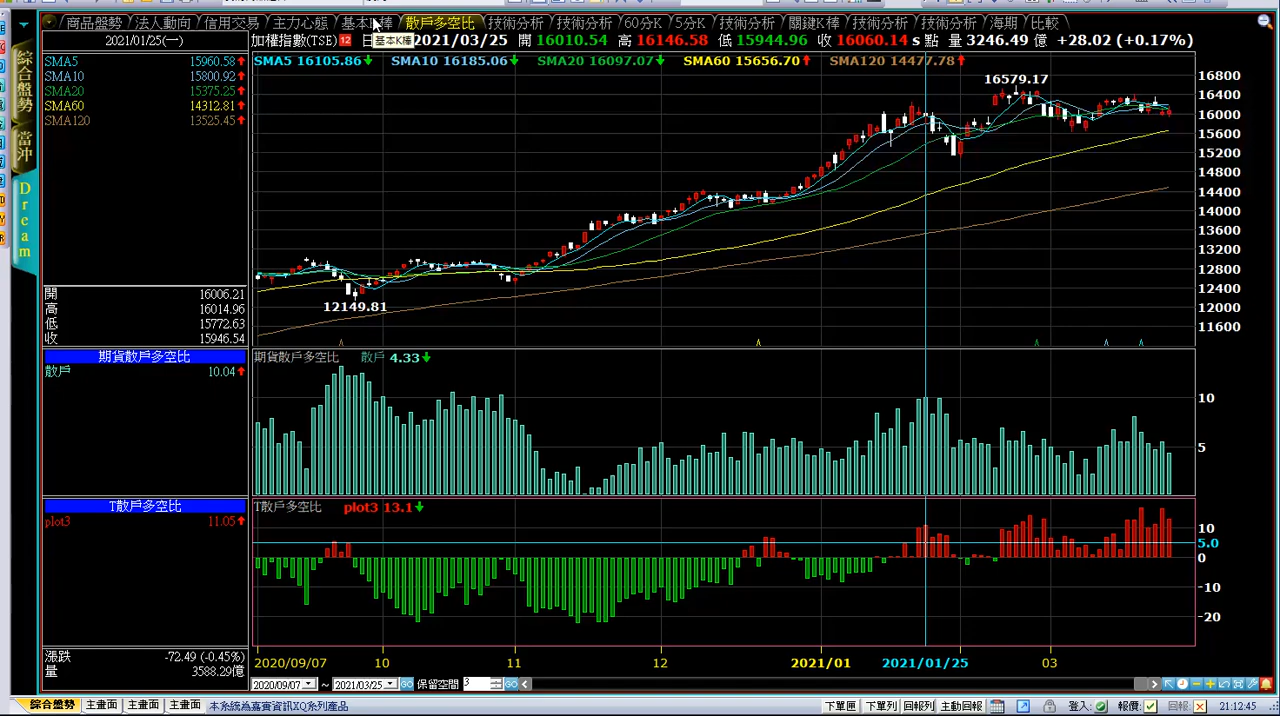 商品盤勢 法人動向 信用交易 主力心態 基本K棒 散戶多空比 技術分析 技術分析 60分K 5分K 技術分析 關鍵K棒 技術分析 技術分析 海期 比較
2021/01/25(一) 加權指數(TSE) 12 日 2021/03/25 開 16010.54 高 16146.58 低 15944.96 收 16060.14 s 點 量 3246.49 億 +28.02 (+0.17%)
基本K棒
SMA5 15960.58
SMA10 15800.92
SMA20 15375.25
SMA60 14312.81
SMA120 13525.45
SMA5 16105.86 SMA10 16185.06 SMA20 16097.07 SMA60 15656.70 SMA120 14477.78
16579.17
12149.81
16800
16400
16000
15600
15200
14800
14400
14000
13600
13200
12800
12400
12000
11600
綜合盤勢
當沖
Dream
開 16006.21
高 16014.96
低 15772.63
收 15946.54
期貨散戶多空比
散戶 10.04
期貨散戶多空比 散戶 4.33
10
5
T散戶多空比
plot3 11.05
T散戶多空比 plot3 13.1
10
5.0
0
-10
-20
漲跌 -72.49 (-0.45%)
量 3588.29億
2020/09/07 10 11 12 2021/01 2021/01/25 03
2020/09/07 ~ 2021/03/25 GO 保留空間 3 GO
綜合盤勢 主畫面 主畫面 主畫面 本系統為嘉實資訊XQ系列產品 下單匣 下單列 回報列 主動回報 登入: 報價: 回報 21:12:45